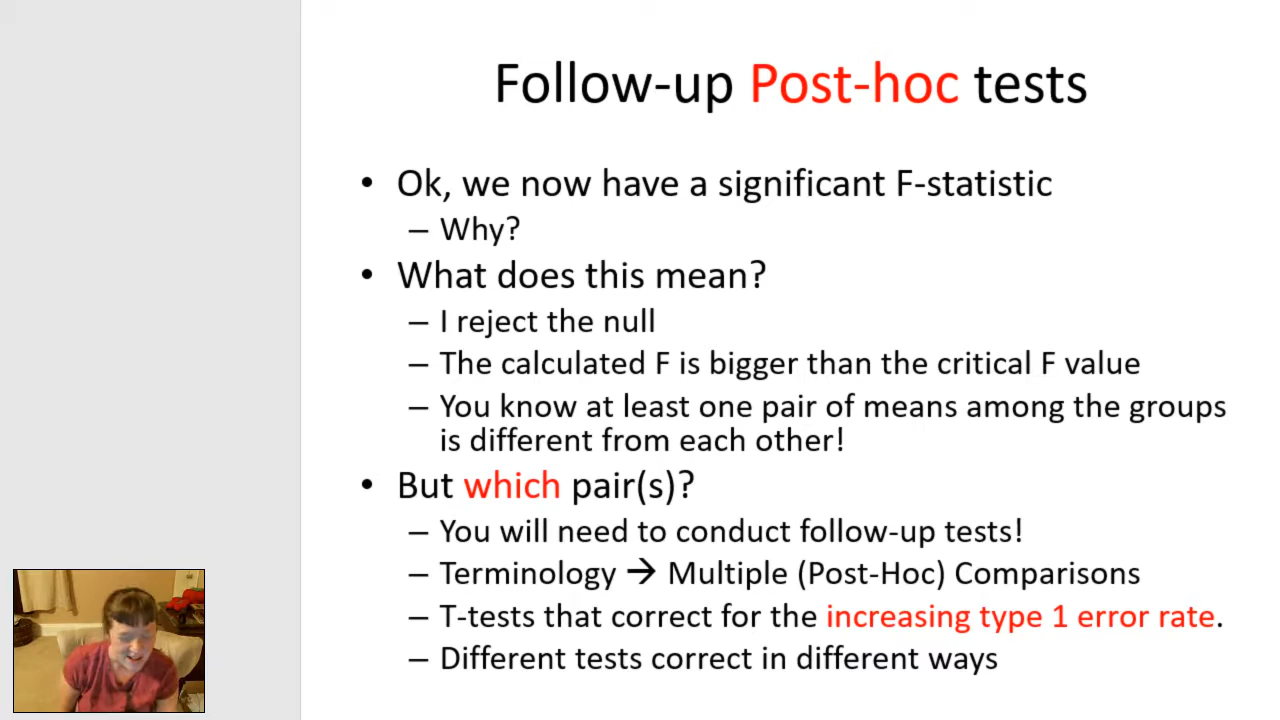 Follow-up Post-hoc tests
• Ok, we now have a significant F-statistic
– Why?
• What does this mean?
– I reject the null
– The calculated F is bigger than the critical F value
– You know at least one pair of means among the groups
is different from each other!
• But which pair(s)?
– You will need to conduct follow-up tests!
– Terminology → Multiple (Post-Hoc) Comparisons
– T-tests that correct for the increasing type 1 error rate.
– Different tests correct in different ways